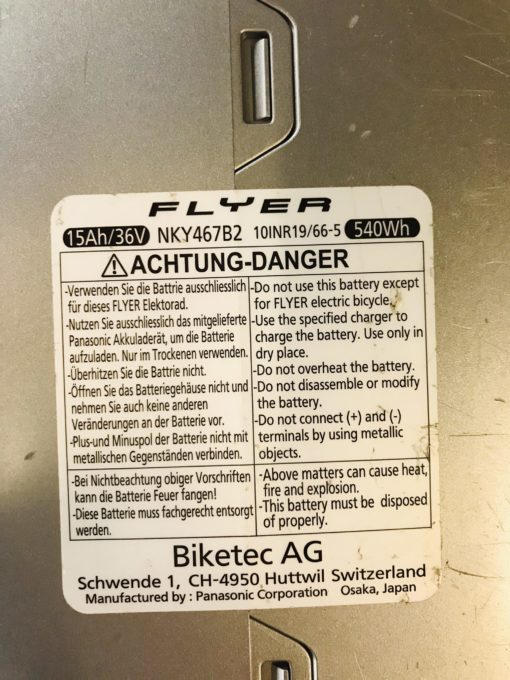 FLYER
15Ah/36V NKY467B2 10INR19/66-5 540Wh
⚠ACHTUNG-DANGER
-Verwenden Sie die Battrie ausschliesslich
für dieses FLYER Elektorad.
-Nutzen Sie ausschliesslich das mitgelieferte
Panasonic Akkuladerät, um die Batterie
aufzuladen. Nur im Trockenen verwenden.
-Überhitzen Sie die Batterie nicht.
-Öffnen Sie das Batteriegehäuse nicht und
nehmen Sie auch keine anderen
Veränderungen an der Batterie vor.
-Plus-und Minuspol der Batterie nicht mit
metallischen Gegenständen verbinden.
-Do not use this battery except
for FLYER electric bicycle.
-Use the specified charger to
charge the battery. Use only in
dry place.
-Do not overheat the battery.
-Do not disassemble or modify
the battery.
-Do not connect (+) and (-)
terminals by using metallic
objects.
-Bei Nichtbeachtung obiger Vorschriften
kann die Batterie Feuer fangen!
-Diese Batterie muss fachgerecht entsorgt
werden.
-Above matters can cause heat,
fire and explosion.
-This battery must be disposed
of properly.
Biketec AG
Schwende 1, CH-4950 Huttwil Switzerland
Manufactured by : Panasonic Corporation Osaka, Japan